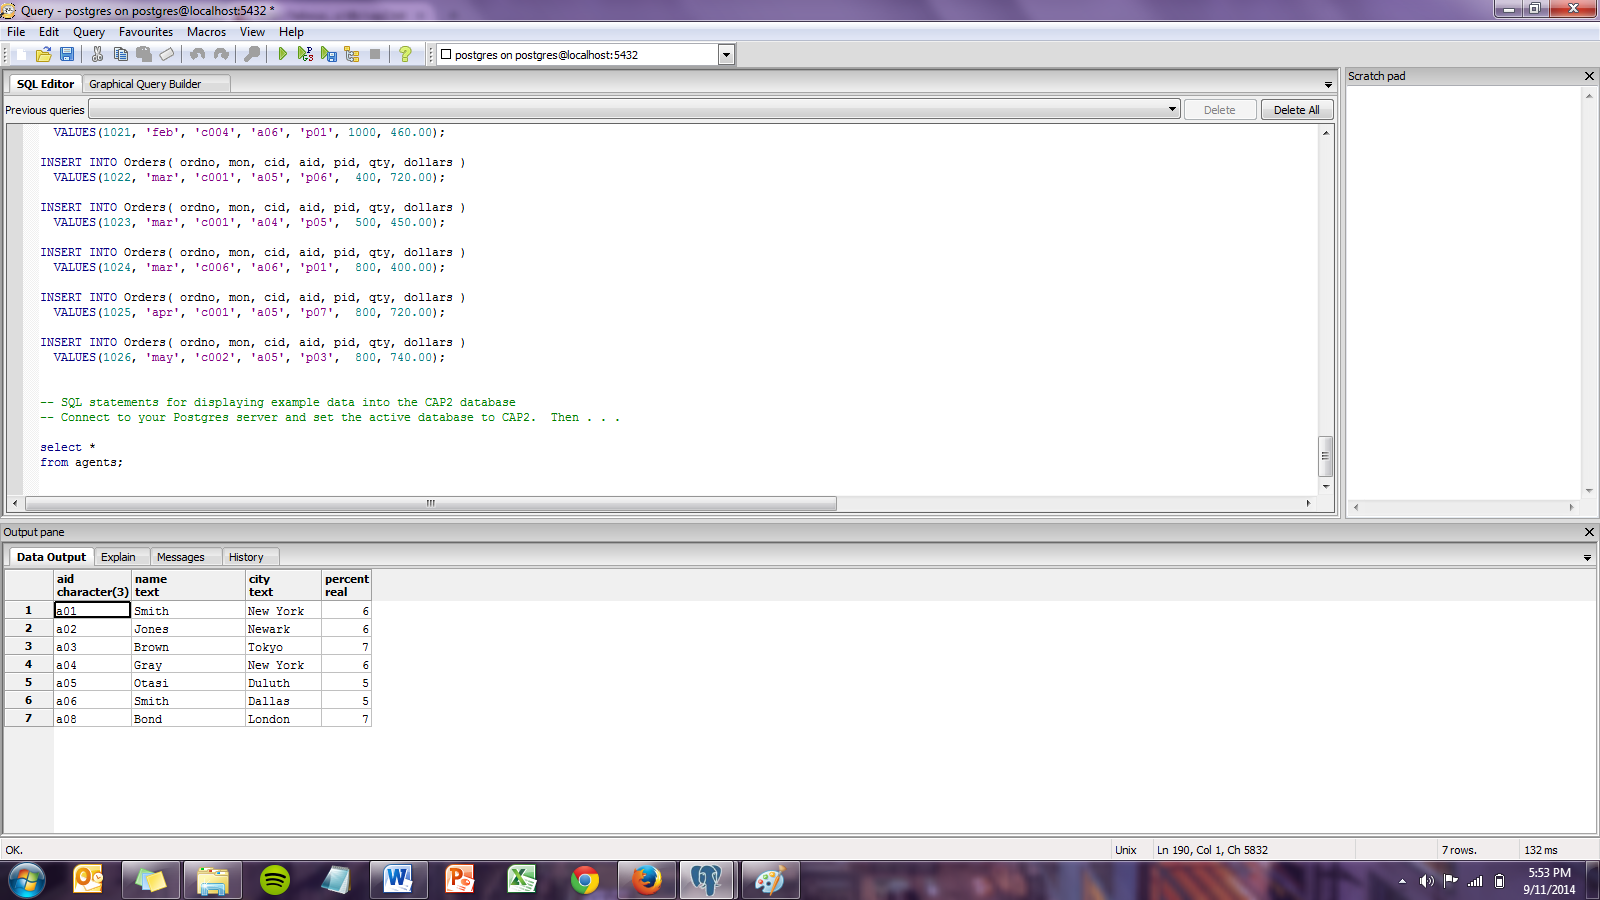 Query - postgres on postgres@localhost:5432 *
File Edit Query Favourites Macros View Help
postgres on postgres@localhost:5432
SQL Editor Graphical Query Builder
Scratch pad
Previous queries Delete Delete All
VALUES(1021, 'feb', 'c004', 'a06', 'p01', 1000, 460.00);
INSERT INTO Orders( ordno, mon, cid, aid, pid, qty, dollars )
VALUES(1022, 'mar', 'c001', 'a05', 'p06', 400, 720.00);
INSERT INTO Orders( ordno, mon, cid, aid, pid, qty, dollars )
VALUES(1023, 'mar', 'c001', 'a04', 'p05', 500, 450.00);
INSERT INTO Orders( ordno, mon, cid, aid, pid, qty, dollars )
VALUES(1024, 'mar', 'c006', 'a06', 'p01', 800, 400.00);
INSERT INTO Orders( ordno, mon, cid, aid, pid, qty, dollars )
VALUES(1025, 'apr', 'c001', 'a05', 'p07', 800, 720.00);
INSERT INTO Orders( ordno, mon, cid, aid, pid, qty, dollars )
VALUES(1026, 'may', 'c002', 'a05', 'p03', 800, 740.00);
-- SQL statements for displaying example data into the CAP2 database
-- Connect to your Postgres server and set the active database to CAP2. Then . . .
select *
from agents;
Output pane
Data Output Explain Messages History
aid name city percent
character(3) text text real
1 a01 Smith New York 6
2 a02 Jones Newark 6
3 a03 Brown Tokyo 7
4 a04 Gray New York 6
5 a05 Otasi Duluth 5
6 a06 Smith Dallas 5
7 a08 Bond London 7
OK. Unix Ln 190, Col 1, Ch 5832 7 rows. 132 ms
5:53 PM
9/11/2014